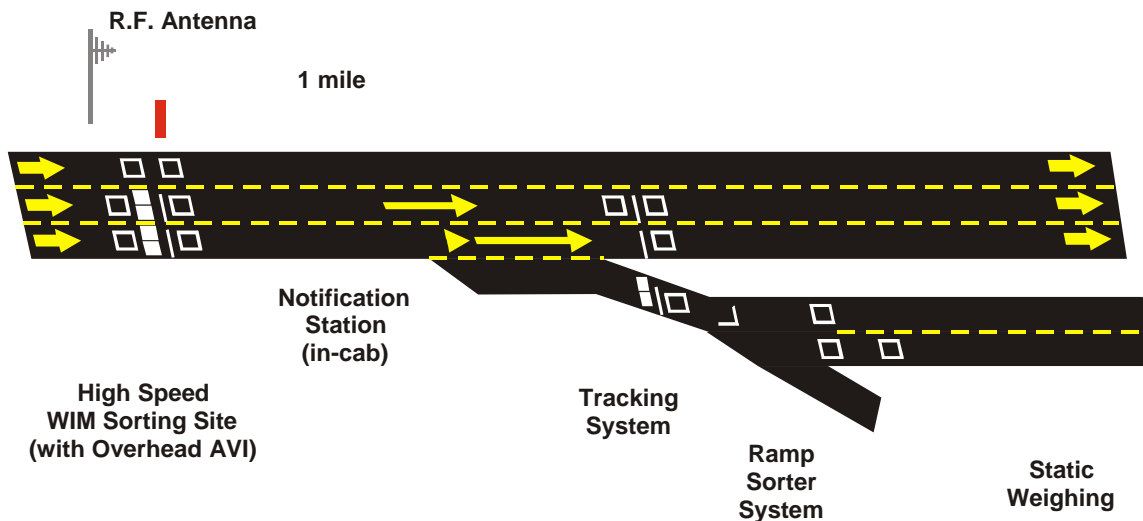 R.F. Antenna
1 mile
Notification
Station
(in-cab)
High Speed
WIM Sorting Site
(with Overhead AVI)
Tracking
System
Ramp
Sorter
System
Static
Weighing